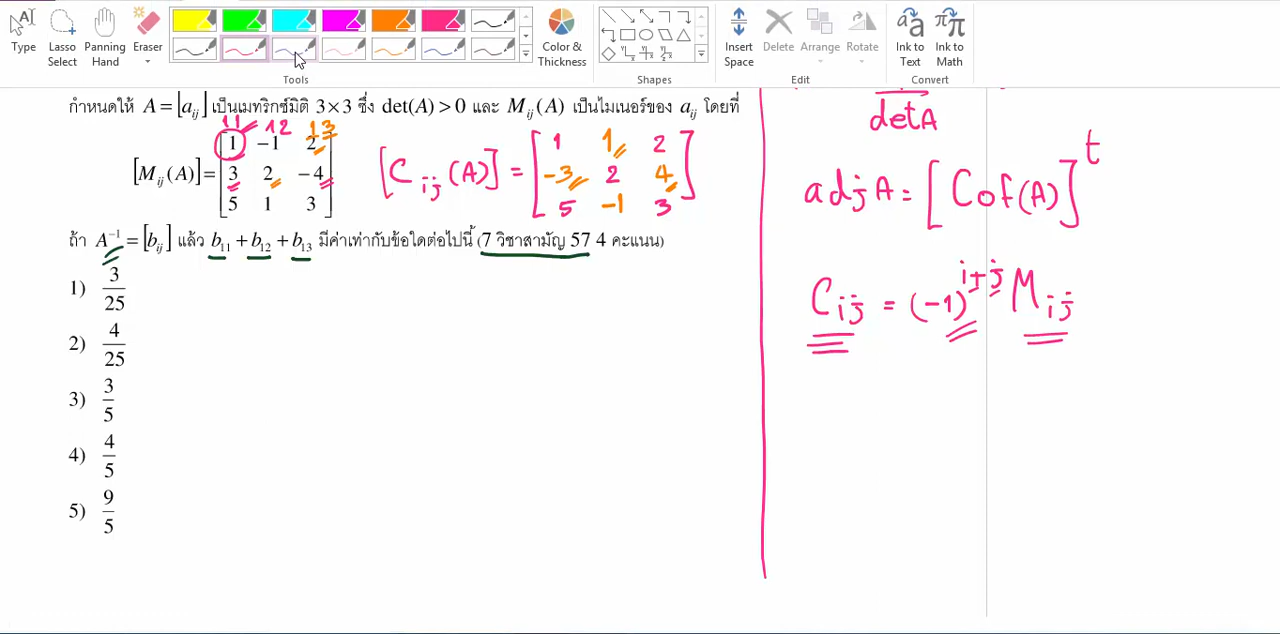 Type
Lasso Select
Panning Hand
Eraser
Color & Thickness
Insert Space
Delete
Arrange
Rotate
Ink to Text
Ink to Math
Tools
Shapes
Edit
Convert
กำหนดให้ A = [aij] เป็นเมทริกซ์มิติ 3×3 ซึ่ง det(A) > 0 และ Mij(A) เป็นไมเนอร์ของ aij โดยที่
11 12 13
[Mij(A)] = [1 -1 2
3 2 -4
5 1 3]
[Cij(A)] = [1 1 2
-3 2 4
5 -1 3]
ถ้า A⁻¹ = [bij] แล้ว b11 + b12 + b13 มีค่าเท่ากับข้อใดต่อไปนี้ (7 วิชาสามัญ 57 4 คะแนน)
1) 3/25
2) 4/25
3) 3/5
4) 4/5
5) 9/5
detA
adjA = [Cof(A)]^t
Cij = (-1)^i+j Mij